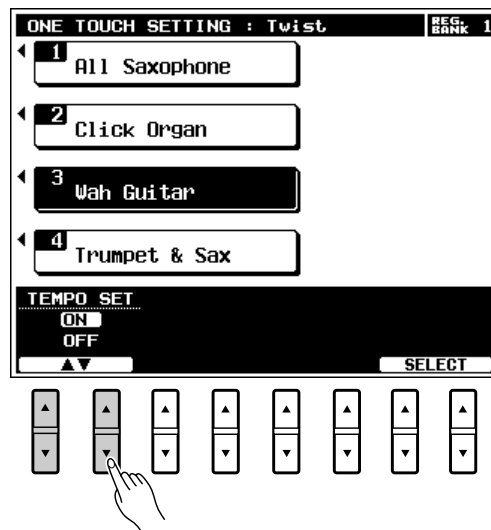 ONE TOUCH SETTING : Twist REG. BANK 1
1 All Saxophone
2 Click Organ
3 Wah Guitar
4 Trumpet & Sax
TEMPO SET
ON
OFF
▲▼ SELECT